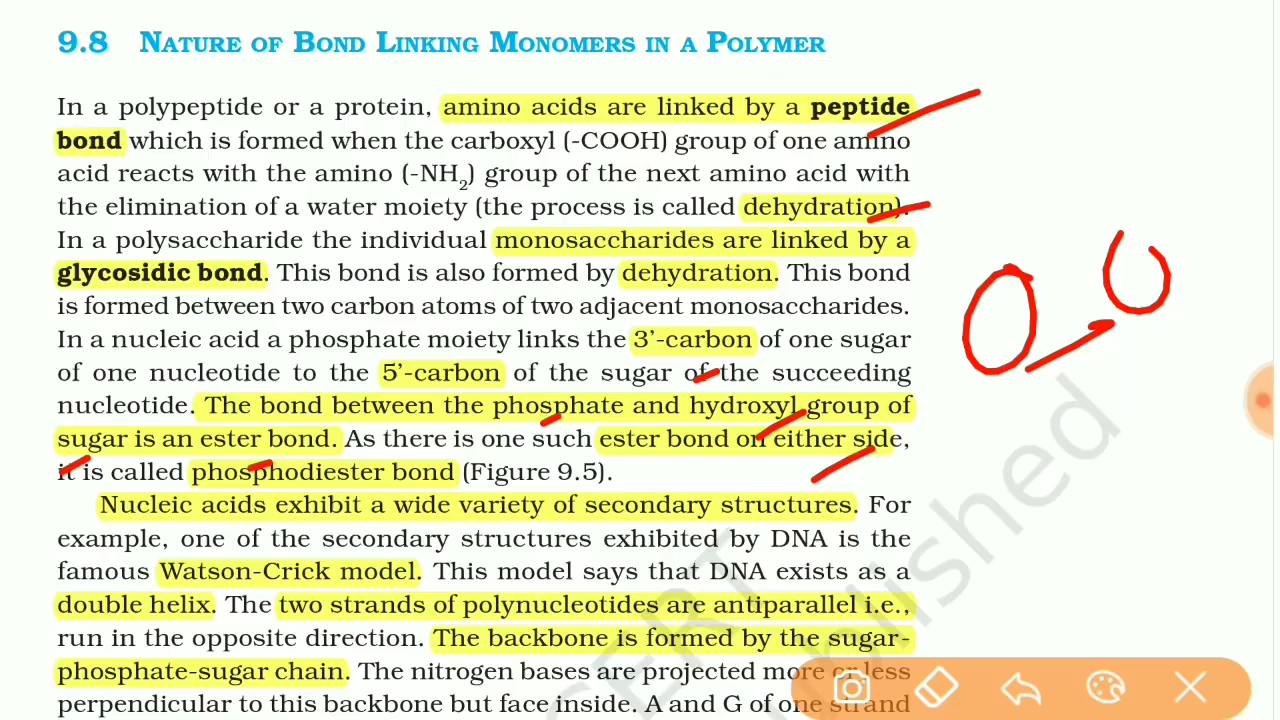 9.8 NATURE OF BOND LINKING MONOMERS IN A POLYMER
In a polypeptide or a protein, amino acids are linked by a peptide
bond which is formed when the carboxyl (-COOH) group of one amino
acid reacts with the amino (-NH₂) group of the next amino acid with
the elimination of a water moiety (the process is called dehydration).
In a polysaccharide the individual monosaccharides are linked by a
glycosidic bond. This bond is also formed by dehydration. This bond
is formed between two carbon atoms of two adjacent monosaccharides.
In a nucleic acid a phosphate moiety links the 3’-carbon of one sugar
of one nucleotide to the 5’-carbon of the sugar of the succeeding
nucleotide. The bond between the phosphate and hydroxyl group of
sugar is an ester bond. As there is one such ester bond on either side,
it is called phosphodiester bond (Figure 9.5).
Nucleic acids exhibit a wide variety of secondary structures. For
example, one of the secondary structures exhibited by DNA is the
famous Watson-Crick model. This model says that DNA exists as a
double helix. The two strands of polynucleotides are antiparallel i.e.,
run in the opposite direction. The backbone is formed by the sugar-
phosphate-sugar chain. The nitrogen bases are projected more or less
perpendicular to this backbone but face inside. A and G of one strand